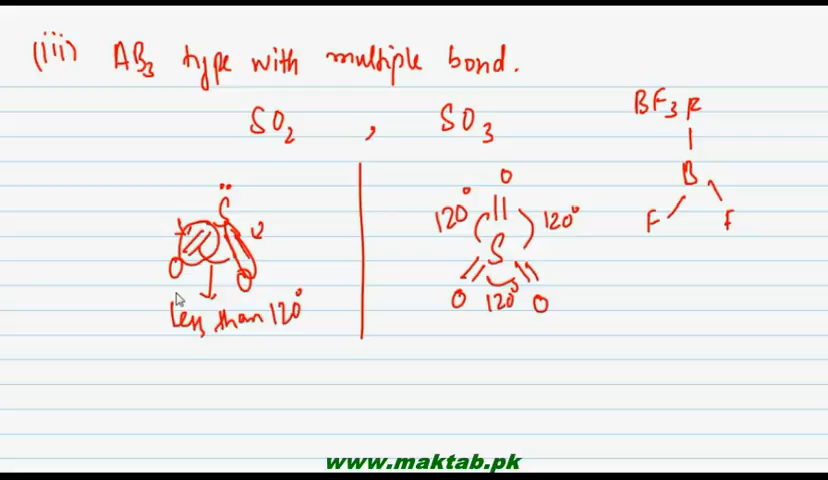 (iii) AB₃ type with multiple bond.
SO₂ , SO₃
BF₃ F
B
F F
S
O O
less than 120°
O
120° 120°
S
O 120° O
www.maktab.pk